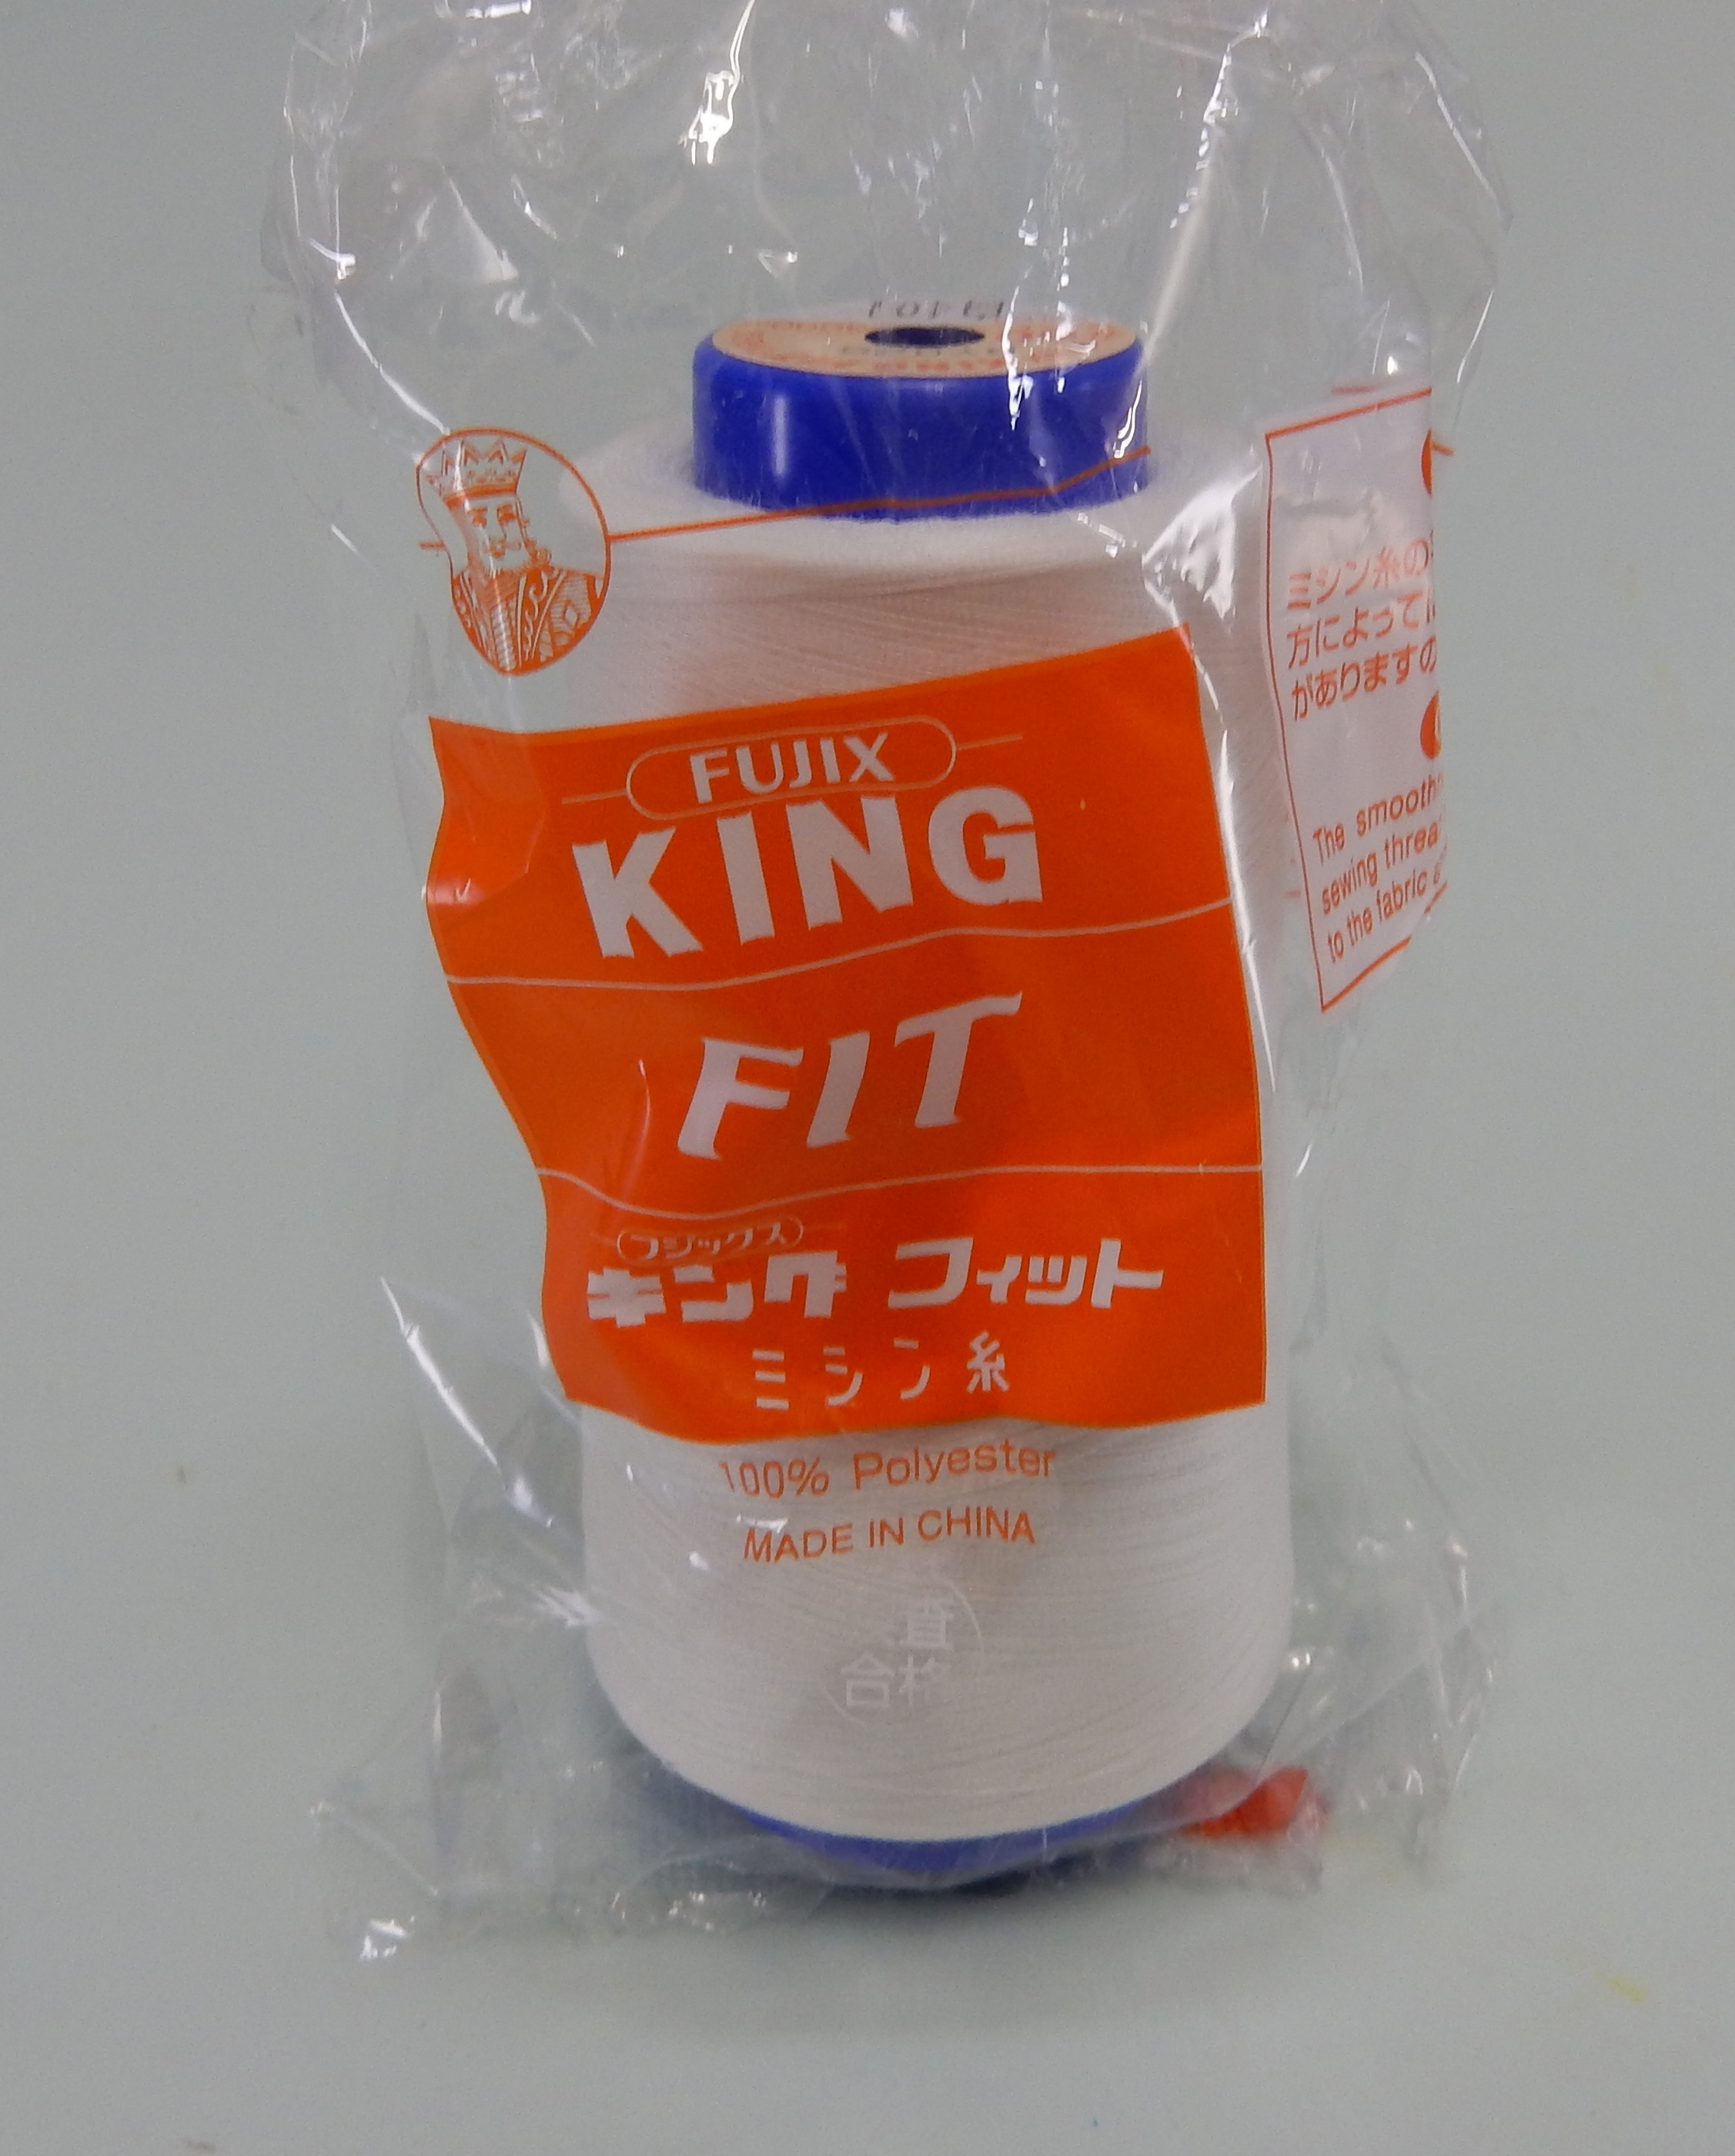 FUJIX
KING
FIT
フジックス
キング フィット
ミシン糸
100% Polyester
MADE IN CHINA
査
合格
ミシン糸の
方によって
がありますの
The smooth
sewing threa
to the fabric